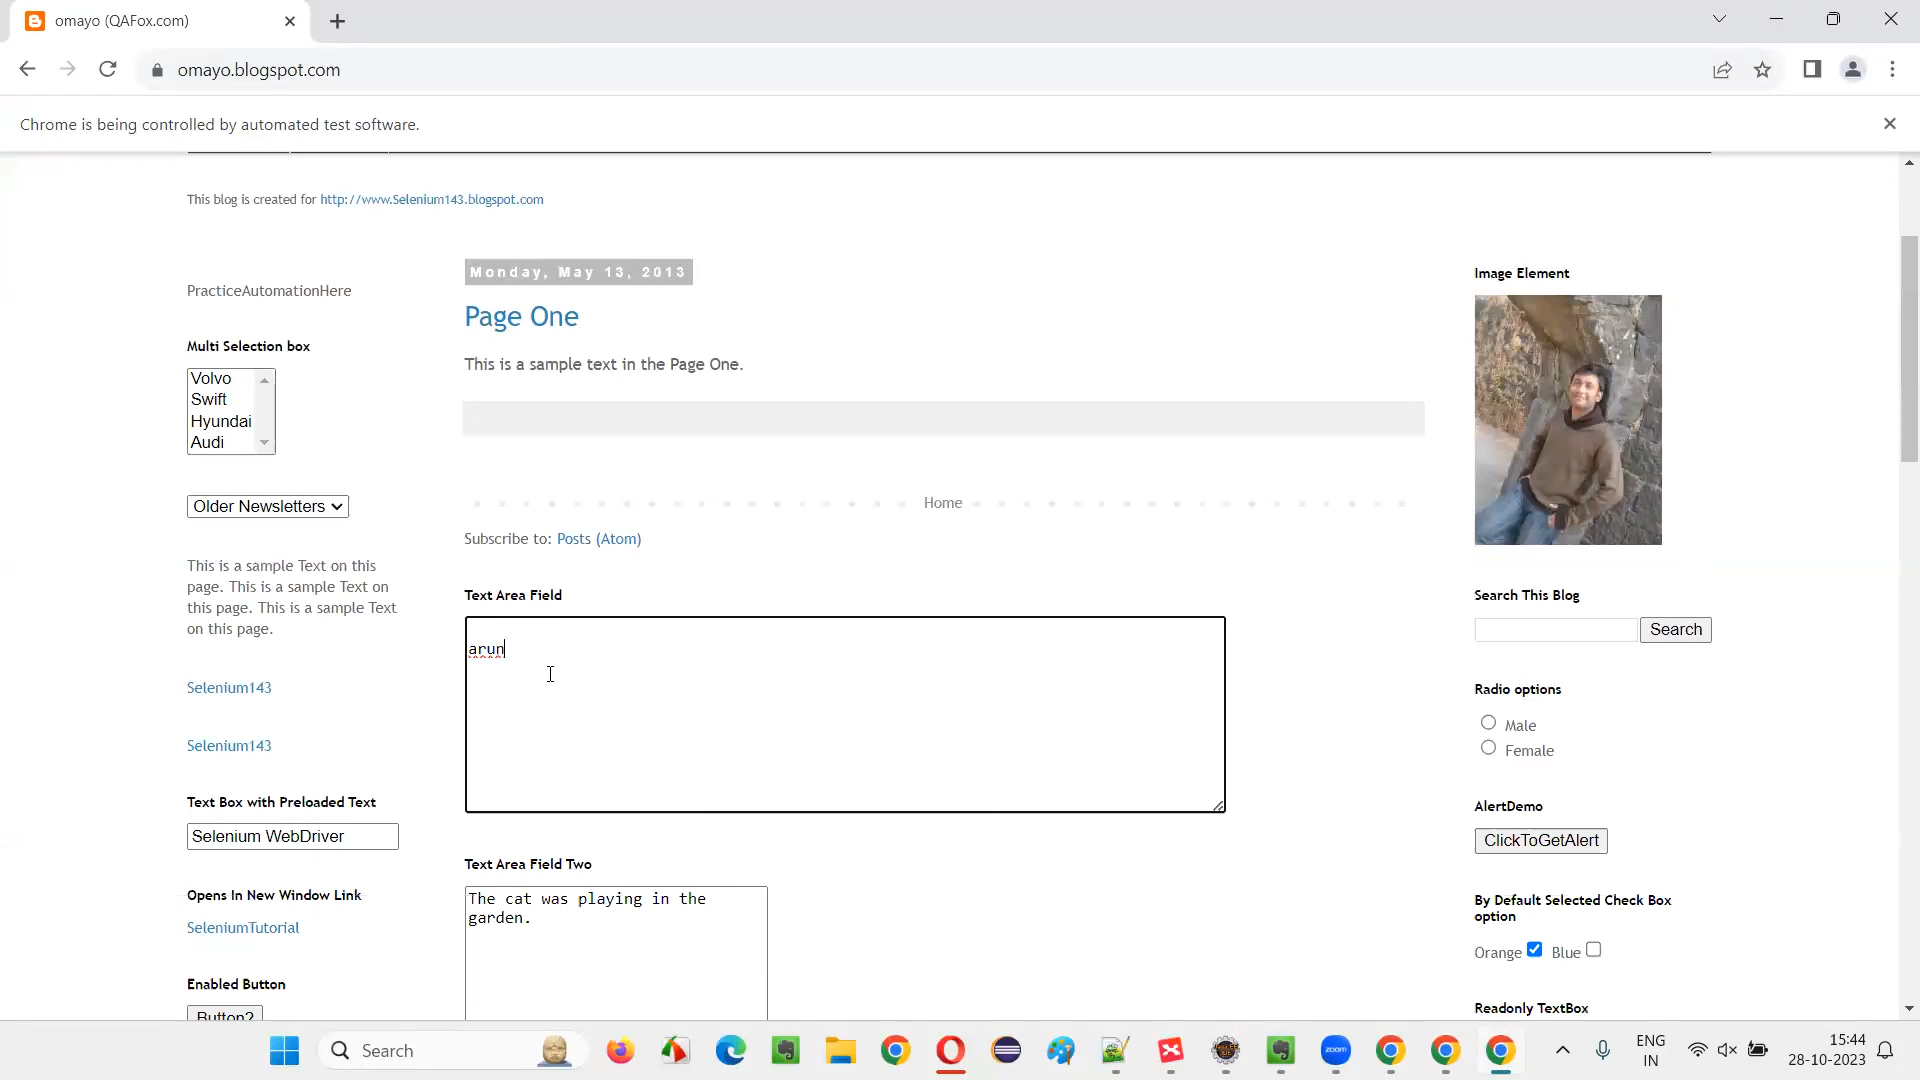 omayo (QAFox.com)
omayo.blogspot.com
Chrome is being controlled by automated test software.
This blog is created for http://www.Selenium143.blogspot.com
PracticeAutomationHere
Multi Selection box
Volvo
Swift
Hyundai
Audi
Older Newsletters
This is a sample Text on this
page. This is a sample Text on
this page. This is a sample Text
on this page.
Selenium143
Selenium143
Text Box with Preloaded Text
Selenium WebDriver
Opens In New Window Link
SeleniumTutorial
Enabled Button
Button2
Monday, May 13, 2013
Page One
This is a sample text in the Page One.
Home
Subscribe to: Posts (Atom)
Text Area Field
arun
Text Area Field Two
The cat was playing in the
garden.
Image Element
Search This Blog
Search
Radio options
Male
Female
AlertDemo
ClickToGetAlert
By Default Selected Check Box
option
Orange Blue
Readonly TextBox
Search
zoom
ENG
IN
15:44
28-10-2023